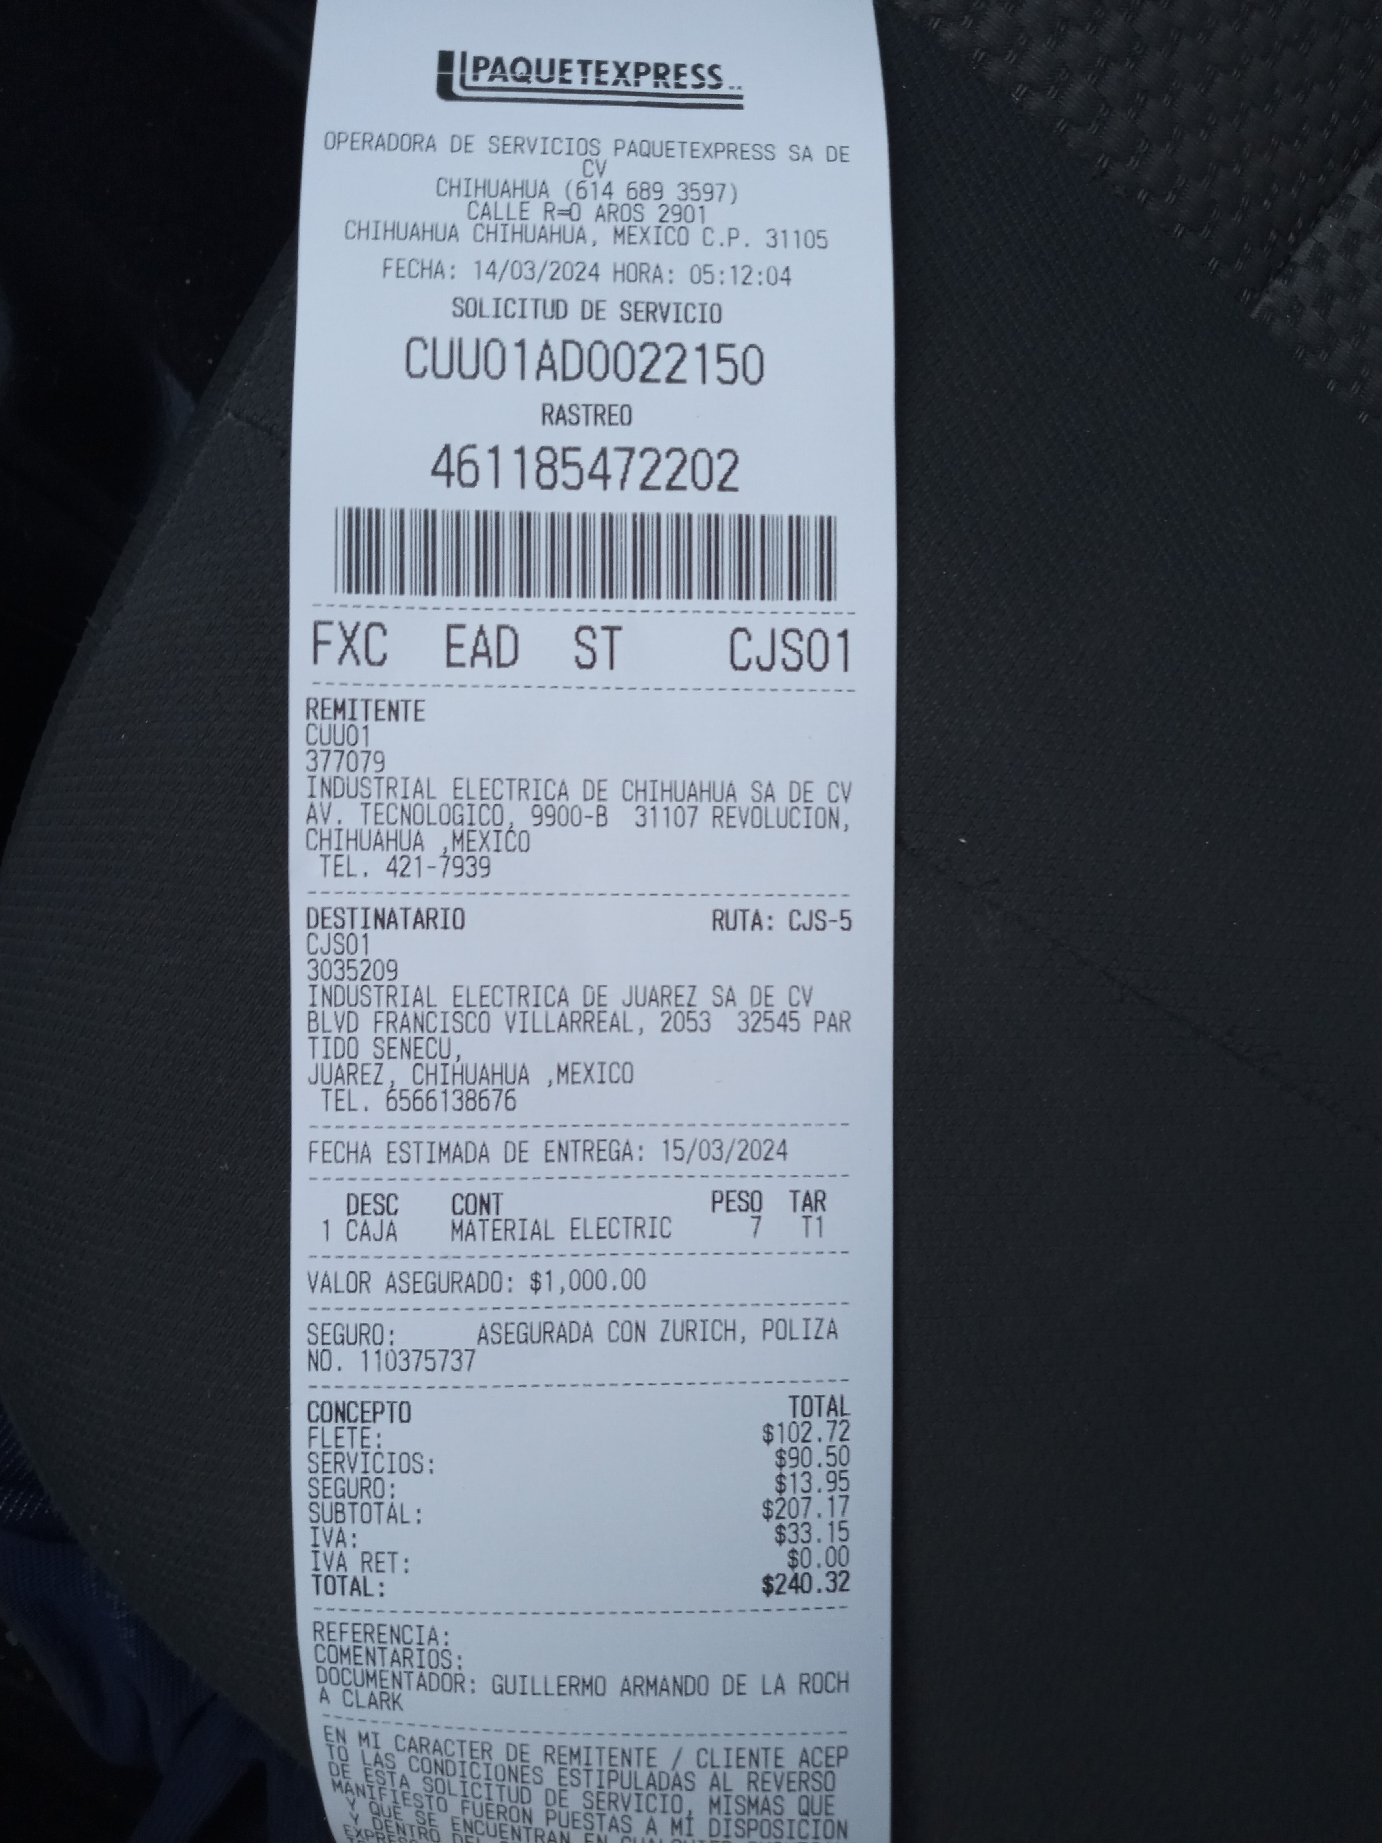 PAQUETEXPRESS
OPERADORA DE SERVICIOS PAQUETEXPRESS SA DE
CV
CHIHUAHUA (614 689 3597)
CALLE R=O AROS 2901
CHIHUAHUA CHIHUAHUA, MEXICO C.P. 31105
FECHA: 14/03/2024 HORA: 05:12:04
SOLICITUD DE SERVICIO
CUU01AD0022150
RASTREO
461185472202
FXC EAD ST CJS01
REMITENTE
CUU01
377079
INDUSTRIAL ELECTRICA DE CHIHUAHUA SA DE CV
AV. TECNOLOGICO, 9900-B 31107 REVOLUCION,
CHIHUAHUA ,MEXICO
TEL. 421-7939
DESTINATARIO RUTA: CJS-5
CJS01
3035209
INDUSTRIAL ELECTRICA DE JUAREZ SA DE CV
BLVD FRANCISCO VILLARREAL, 2053 32545 PAR
TIDO SENECU,
JUAREZ, CHIHUAHUA ,MEXICO
TEL. 6566138676
FECHA ESTIMADA DE ENTREGA: 15/03/2024
DESC CONT PESO TAR
1 CAJA MATERIAL ELECTRIC 7 T1
VALOR ASEGURADO: $1,000.00
SEGURO: ASEGURADA CON ZURICH, POLIZA
NO. 110375737
CONCEPTO TOTAL
FLETE: $102.72
SERVICIOS: $90.50
SEGURO: $13.95
SUBTOTAL: $207.17
IVA: $33.15
IVA RET: $0.00
TOTAL: $240.32
REFERENCIA:
COMENTARIOS:
DOCUMENTADOR: GUILLERMO ARMANDO DE LA ROCH
A CLARK
EN MI CARACTER DE REMITENTE / CLIENTE ACEP
TO LAS CONDICIONES ESTIPULADAS AL REVERSO
DE ESTA SOLICITUD DE SERVICIO, MISMAS QUE
MANIFIESTO FUERON PUESTAS A MI DISPOSICION
Y QUE SE ENCUENTRAN EN
Y DENTRO DEL